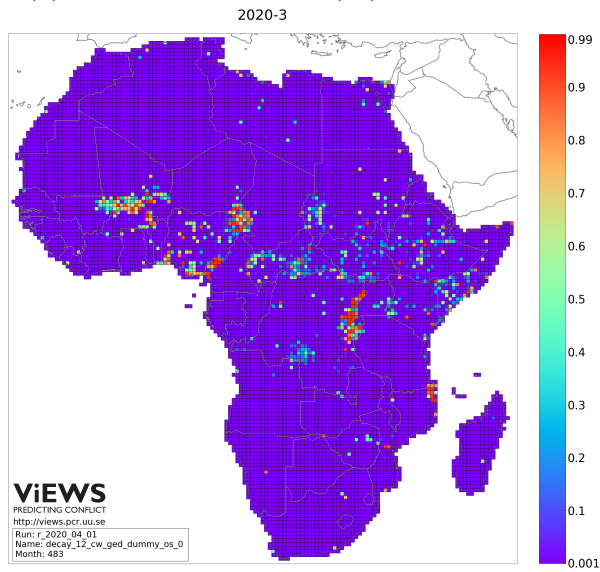 2020-3
0.99
0.9
0.8
0.7
0.6
0.5
0.4
0.3
0.2
0.1
0.001
ViEWS
PREDICTING CONFLICT
http://views.pcr.uu.se
Run: r_2020_04_01
Name: decay_12_cw_ged_dummy_os_0
Month: 483